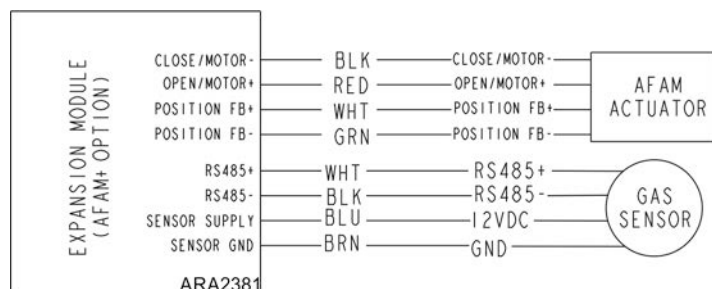 EXPANSION MODULE
(AFAM+ OPTION)
CLOSE/MOTOR- BLK CLOSE/MOTOR-
OPEN/MOTOR+ RED OPEN/MOTOR+
POSITION FB+ WHT POSITION FB+
POSITION FB- GRN POSITION FB-
AFAM
ACTUATOR
RS485+ WHT RS485+
RS485- BLK RS485-
SENSOR SUPPLY BLU 12VDC
SENSOR GND BRN GND
GAS
SENSOR
ARA2381